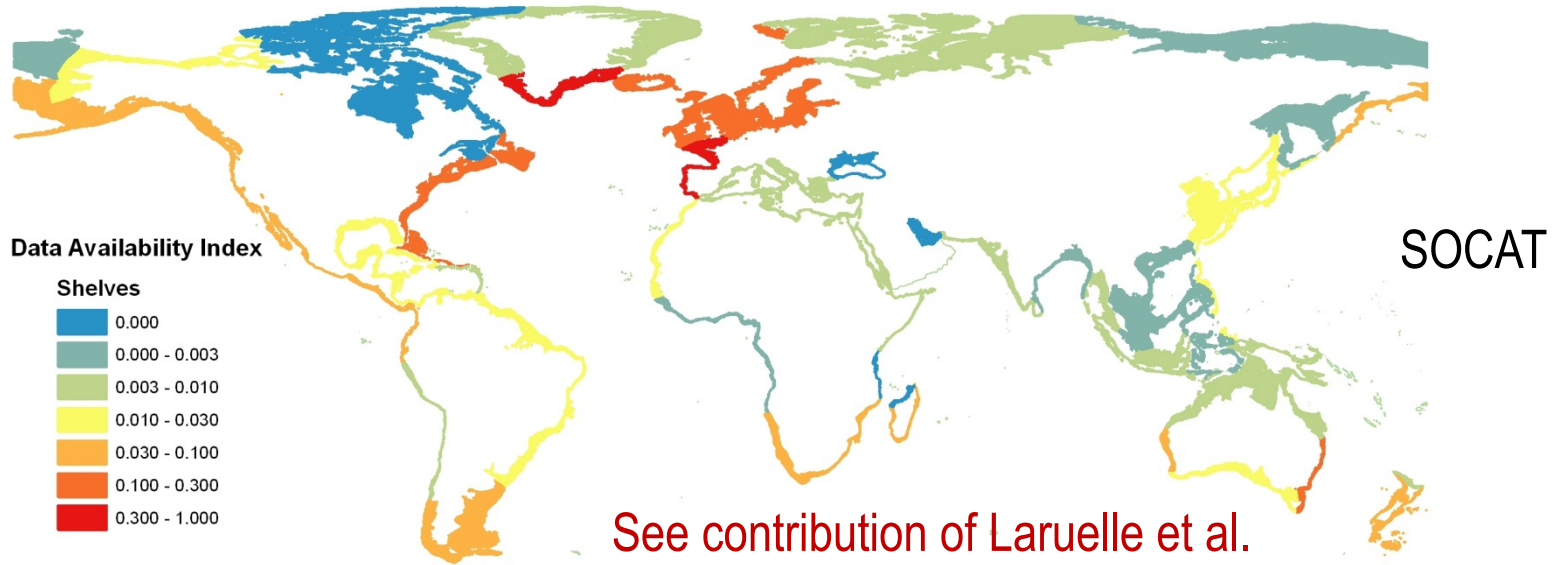 Data Availability Index
Shelves
0.000
0.000 - 0.003
0.003 - 0.010
0.010 - 0.030
0.030 - 0.100
0.100 - 0.300
0.300 - 1.000
SOCAT
See contribution of Laruelle et al.